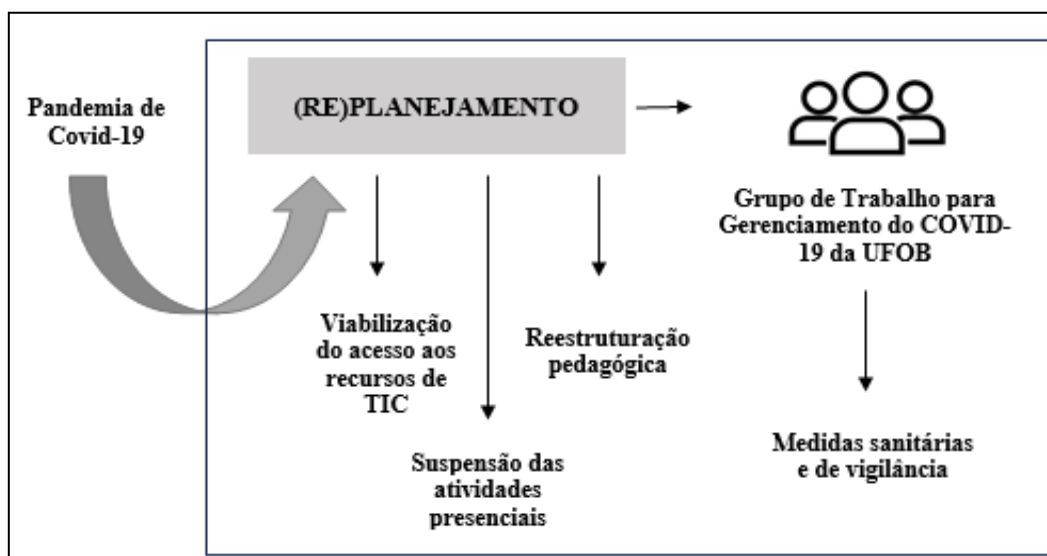 Pandemia de
Covid-19
(RE)PLANEJAMENTO
Grupo de Trabalho para
Gerenciamento do COVID-
19 da UFOB
Viabilização
do acesso aos
recursos de
TIC
Reestruturação
pedagógica
Suspensão das
atividades
presenciais
Medidas sanitárias
e de vigilância